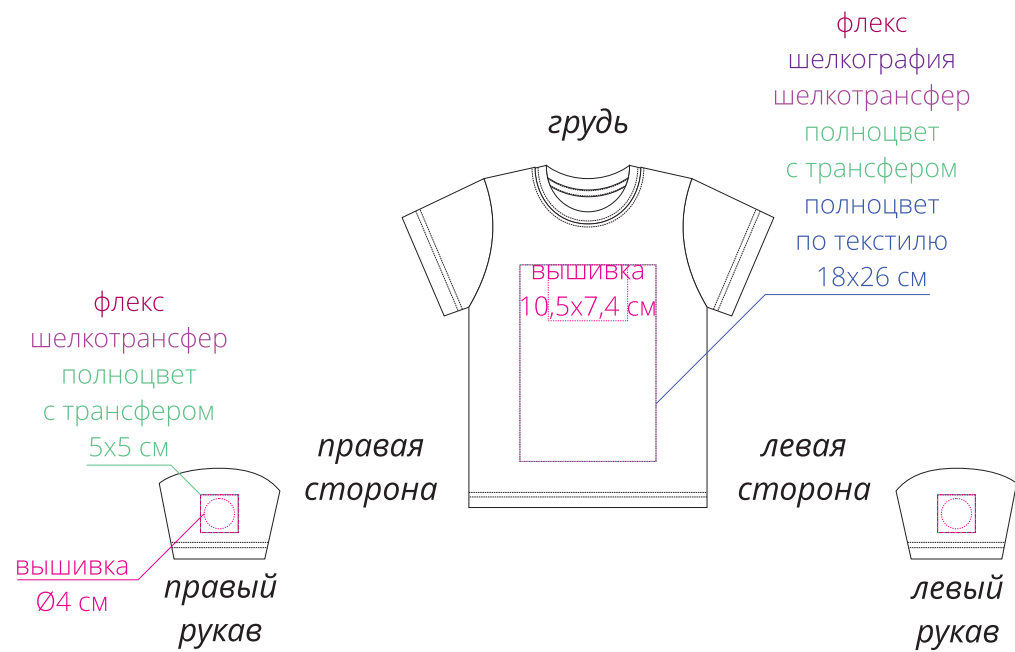 флекс
шелкография
шелкотрансфер
полноцвет
с трансфером
полноцвет
по текстилю
18х26 см
грудь
вышивка
10,5х7,4 см
флекс
шелкотрансфер
полноцвет
с трансфером
5х5 см
правая
сторона
левая
сторона
вышивка
Ø4 см
правый
рукав
левый
рукав